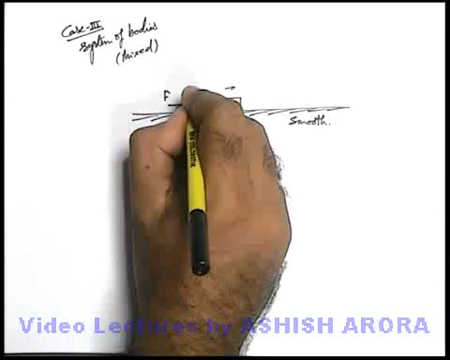 Case-III
System of bodies
(Mixed)
F
Smooth.
Video Lectures by ASHISH ARORA